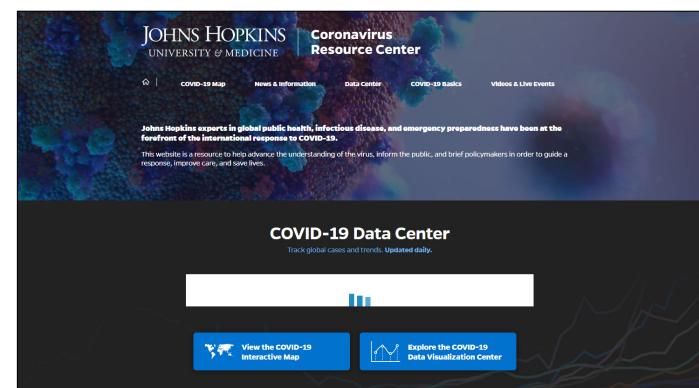 JOHNS HOPKINS
UNIVERSITY & MEDICINE
Coronavirus
Resource Center
COVID-19 Map
News & Information
Data Center
COVID-19 Basics
Videos & Live Events
Johns Hopkins experts in global public health, infectious disease, and emergency preparedness have been at the
forefront of the international response to COVID-19.
This website is a resource to help advance the understanding of the virus, inform the public, and brief policymakers in order to guide a
response, improve care, and save lives.
COVID-19 Data Center
Track global cases and trends. Updated daily.
View the COVID-19
Interactive Map
Explore the COVID-19
Data Visualization Center